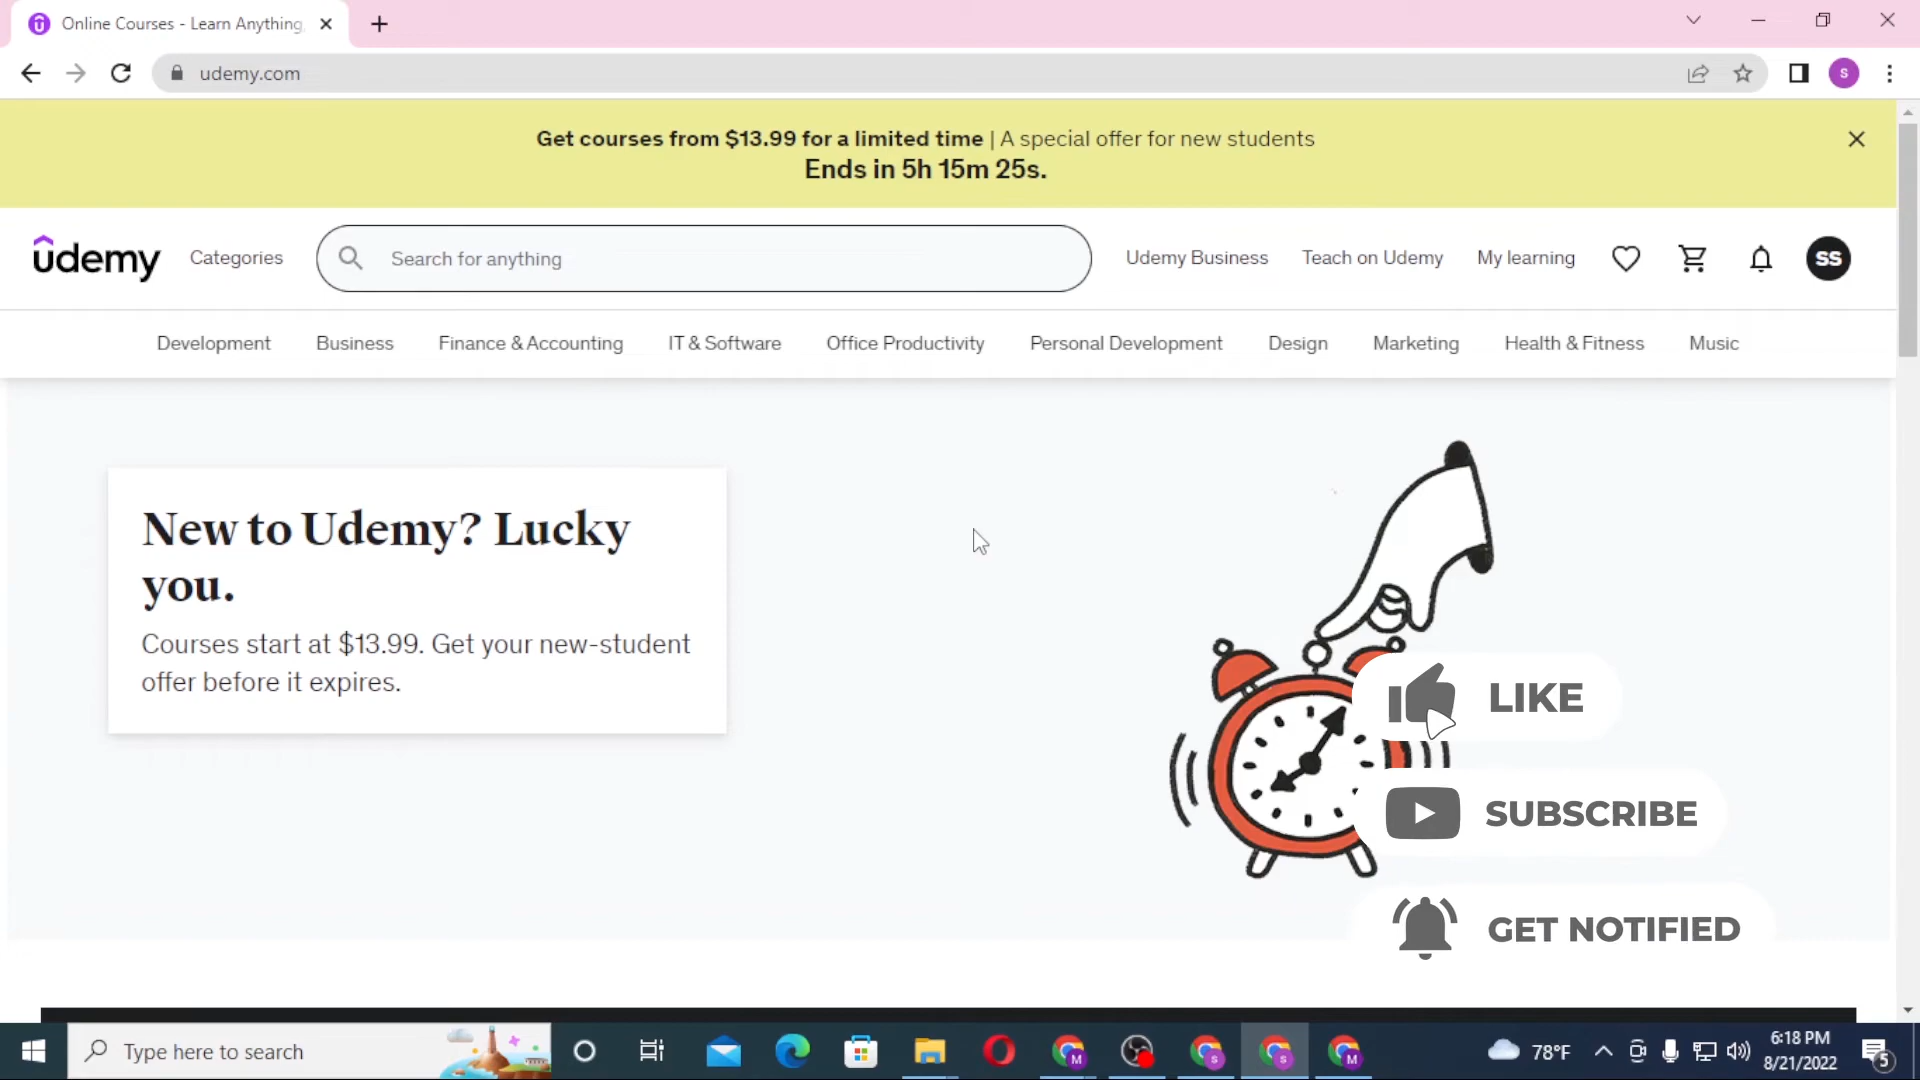 Online Courses - Learn Anything,
udemy.com
S
Get courses from $13.99 for a limited time | A special offer for new students
Ends in 5h 15m 25s.
udemy
Categories
Search for anything
Udemy Business
Teach on Udemy
My learning
SS
Development
Business
Finance & Accounting
IT & Software
Office Productivity
Personal Development
Design
Marketing
Health & Fitness
Music
New to Udemy? Lucky
you.
Courses start at $13.99. Get your new-student
offer before it expires.
LIKE
SUBSCRIBE
GET NOTIFIED
Type here to search
M
S
S
M
78°F
6:18 PM
8/21/2022
5